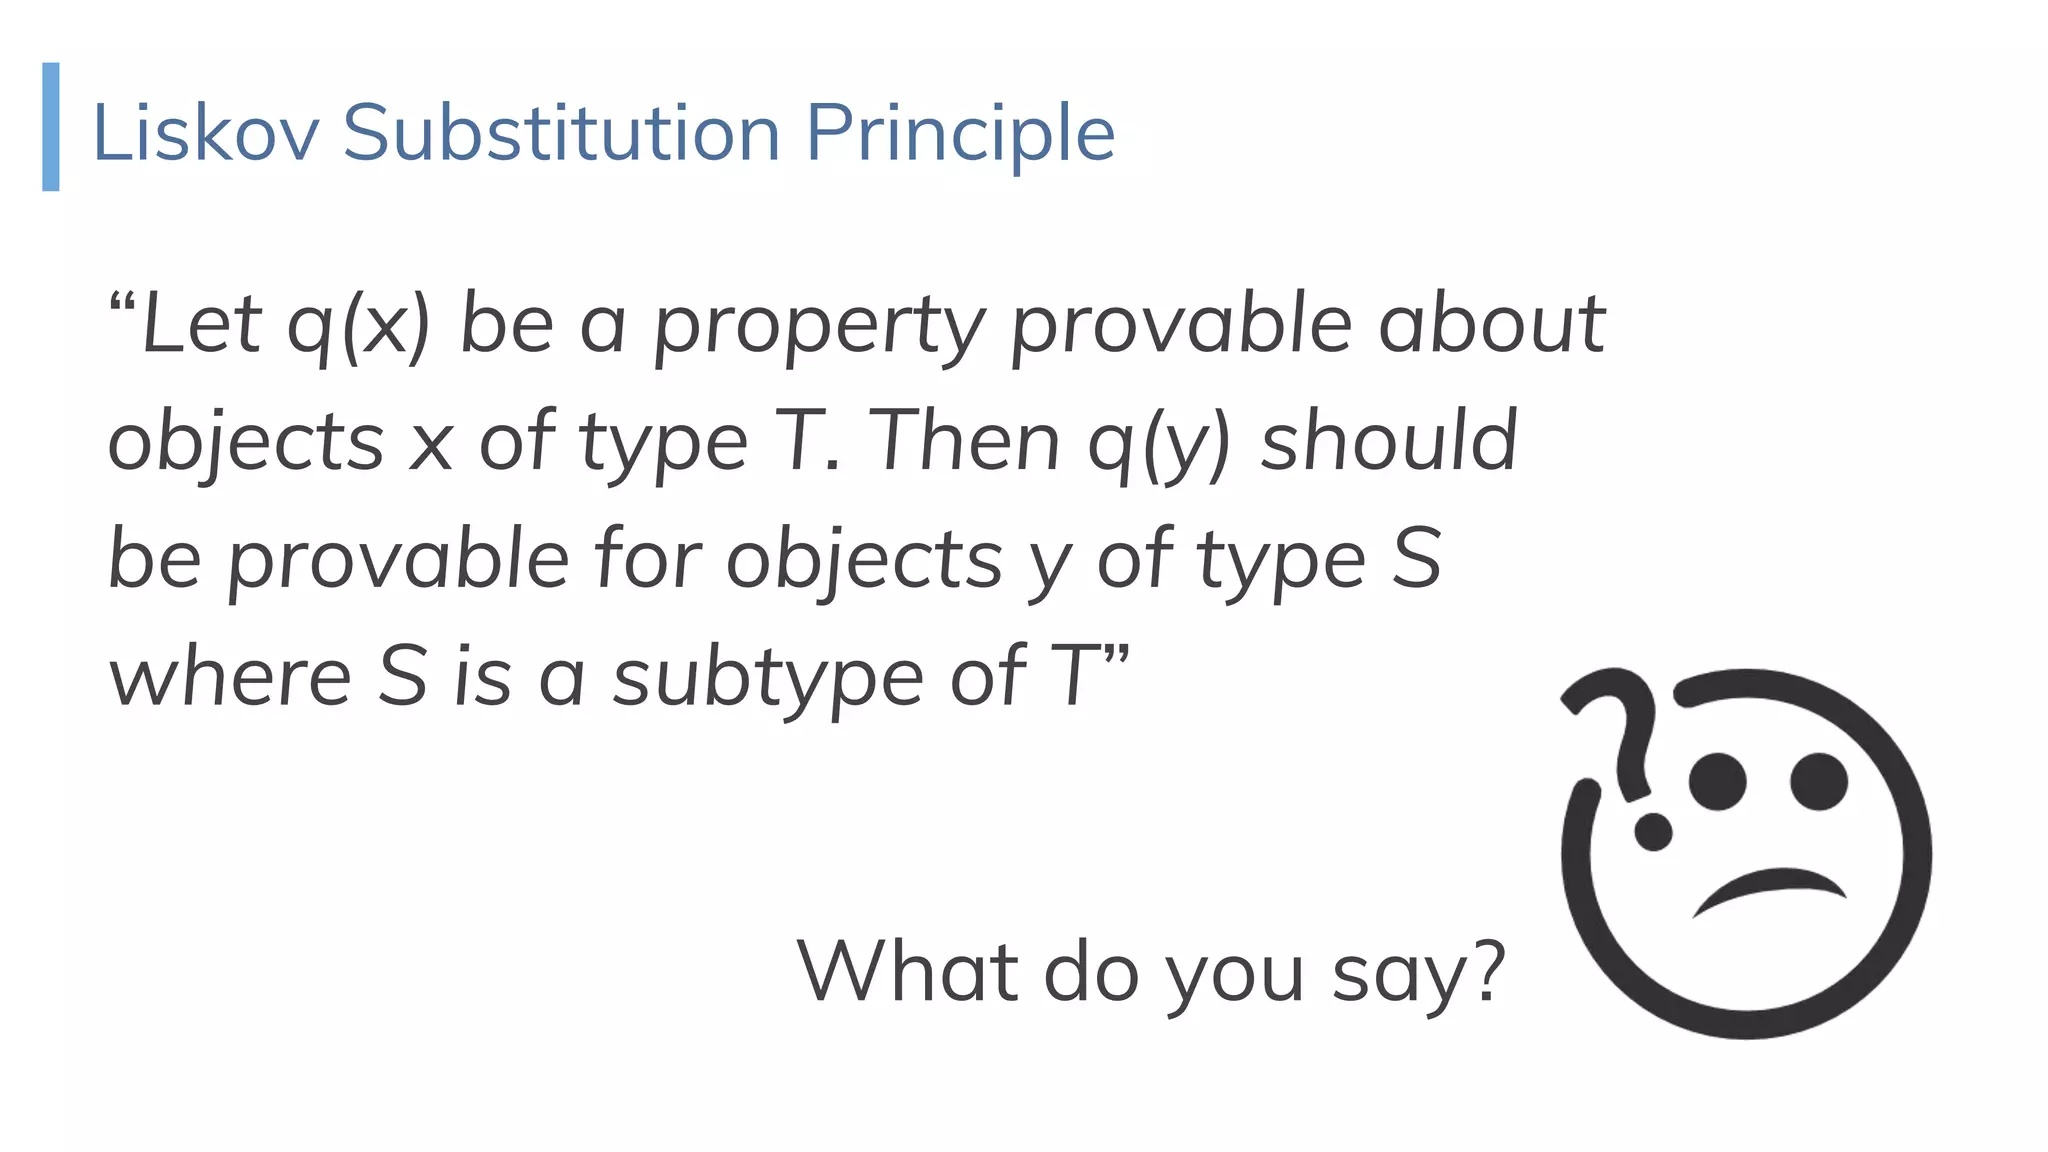 Liskov Substitution Principle
“Let q(x) be a property provable about
objects x of type T. Then q(y) should
be provable for objects y of type S
where S is a subtype of T”
What do you say?